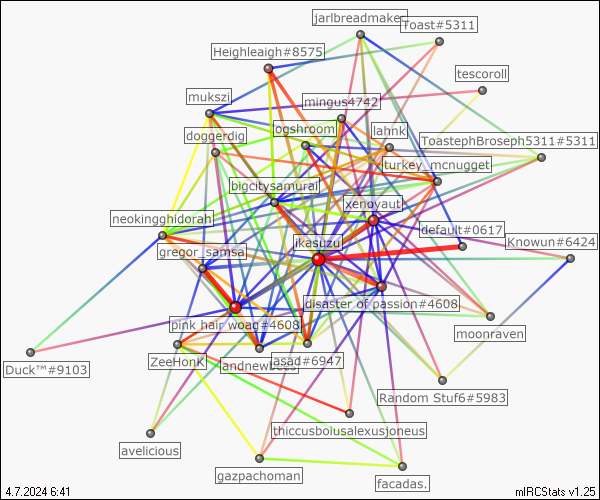 jarlbreadmaker
Toast#5311
Heighleigh#8575
tescoroll
mukszi
mingus4742
ogshroom
lahnk
doggerdig
ToastephBroseph5311#5311
turkey_mcnugget
bigcitysamurai
xenoyaut
neokingghidorah
default#0617
ikasuzu
Knowun#6424
gregor_samsa
disaster of passion#4608
pink hair woag#4608
moonraven
ZeeHonK
asad#6947
Duck™#9103
Random Stuf6#5983
thiccusboiusalexusjoneus
avelicious
gazpachoman
facadas.
4.7.2024 6:41
mIRCStats v1.25